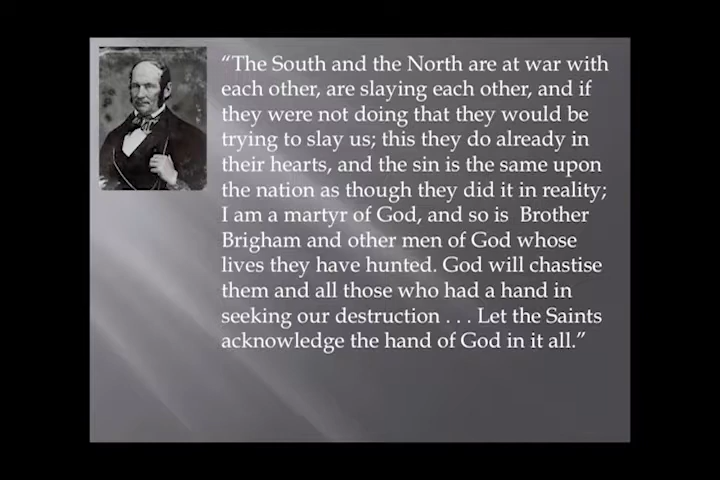 “The South and the North are at war with
each other, are slaying each other, and if
they were not doing that they would be
trying to slay us; this they do already in
their hearts, and the sin is the same upon
the nation as though they did it in reality;
I am a martyr of God, and so is  Brother
Brigham and other men of God whose
lives they have hunted. God will chastise
them and all those who had a hand in
seeking our destruction . . . Let the Saints
acknowledge the hand of God in it all.”